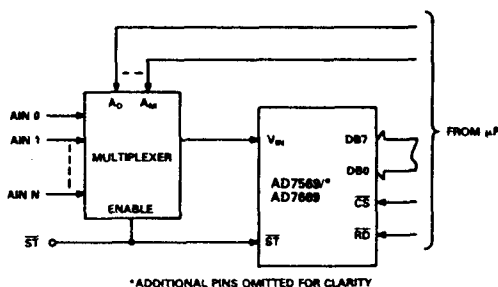 A0 AM
AIN 0
AIN 1
AIN N
MULTIPLEXER
ENABLE
VIN
DB7
DB0
AD7569/*
AD7669
CS
RD
ST
ST
FROM μP
*ADDITIONAL PINS OMITTED FOR CLARITY